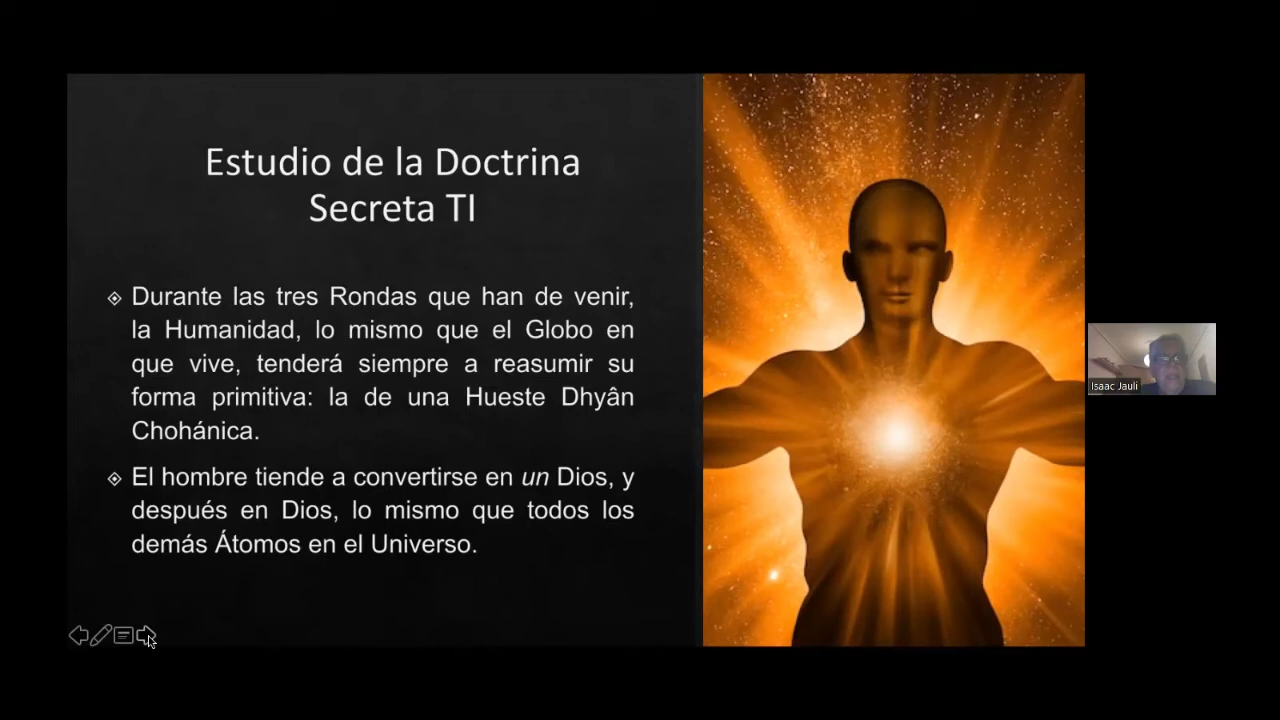 Estudio de la Doctrina
Secreta TI
Durante las tres Rondas que han de venir,
la Humanidad, lo mismo que el Globo en
que vive, tenderá siempre a reasumir su
forma primitiva: la de una Hueste Dhyân
Chohánica.
El hombre tiende a convertirse en un Dios, y
después en Dios, lo mismo que todos los
demás Átomos en el Universo.
Isaac Jauli